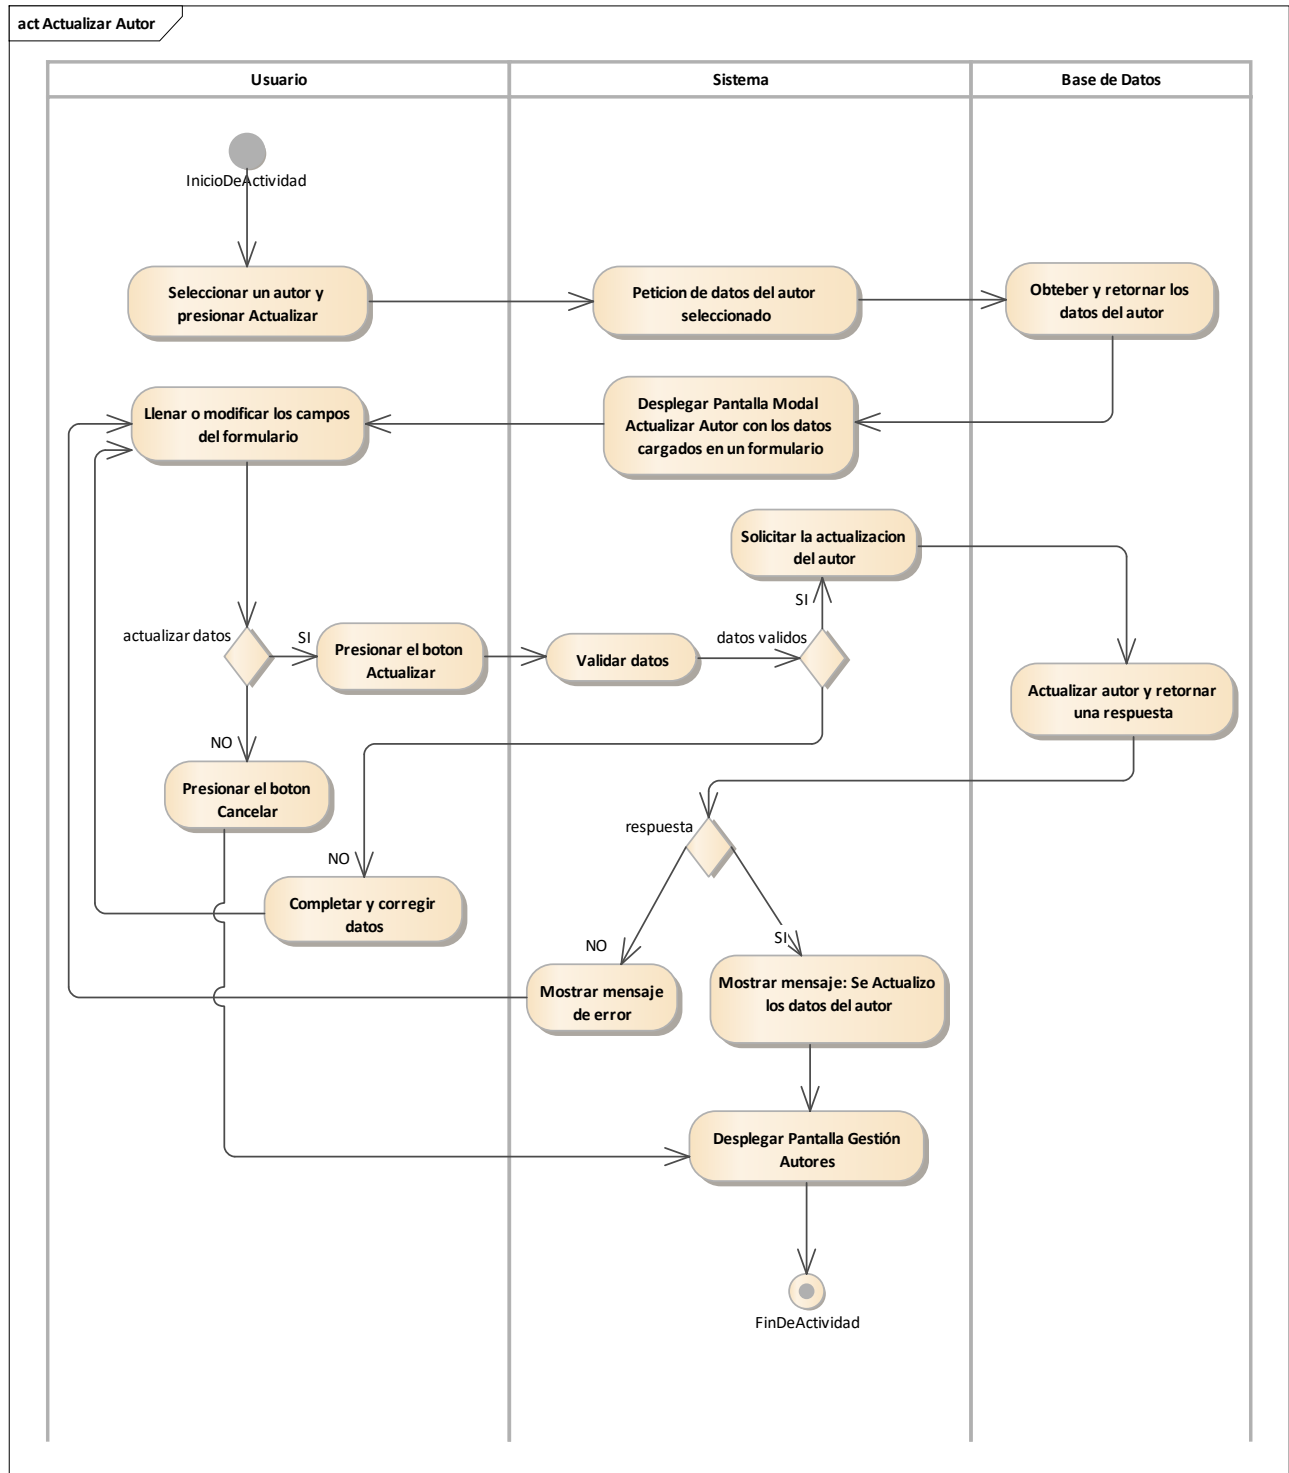 act Actualizar Autor
Usuario
Sistema
Base de Datos
InicioDeActividad
Seleccionar un autor y
presionar Actualizar
Peticion de datos del autor
seleccionado
Obteber y retornar los
datos del autor
Llenar o modificar los campos
del formulario
Desplegar Pantalla Modal
Actualizar Autor con los datos
cargados en un formulario
Solicitar la actualizacion
del autor
SI
actualizar datos
SI
Presionar el boton
Actualizar
Validar datos
datos validos
Actualizar autor y retornar
una respuesta
NO
Presionar el boton
Cancelar
respuesta
NO
Completar y corregir
datos
NO
SI
Mostrar mensaje
de error
Mostrar mensaje: Se Actualizo
los datos del autor
Desplegar Pantalla Gestión
Autores
FinDeActividad